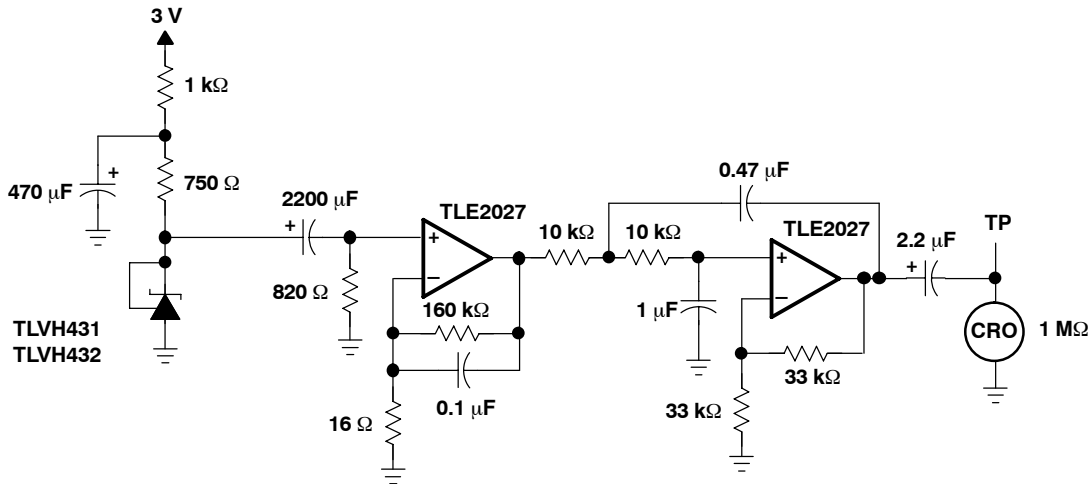 3 V
1 kΩ
470 μF
+
750 Ω
2200 μF
+
820 Ω
TLVH431
TLVH432
TLE2027
+
−
160 kΩ
0.1 μF
16 Ω
10 kΩ
10 kΩ
0.47 μF
1 μF
TLE2027
+
−
33 kΩ
33 kΩ
2.2 μF
+
TP
CRO
1 MΩ